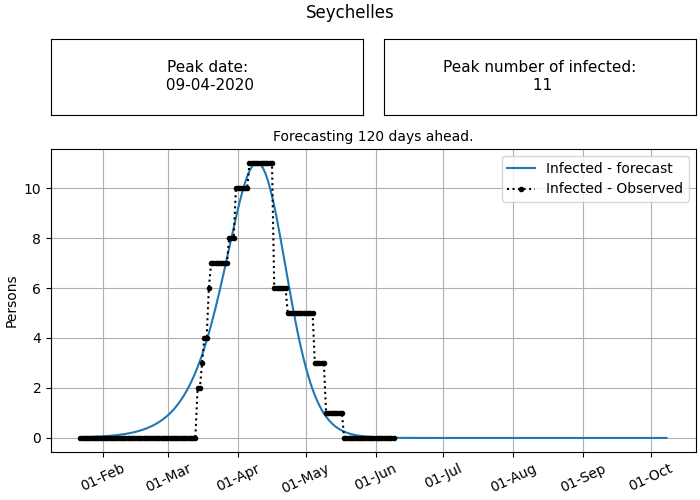 Seychelles
Peak date:
09-04-2020
Peak number of infected:
11
Forecasting 120 days ahead.
Infected - forecast
Infected - Observed
10
8
6
4
2
0
Persons
01-Feb
01-Mar
01-Apr
01-May
01-Jun
01-Jul
01-Aug
01-Sep
01-Oct